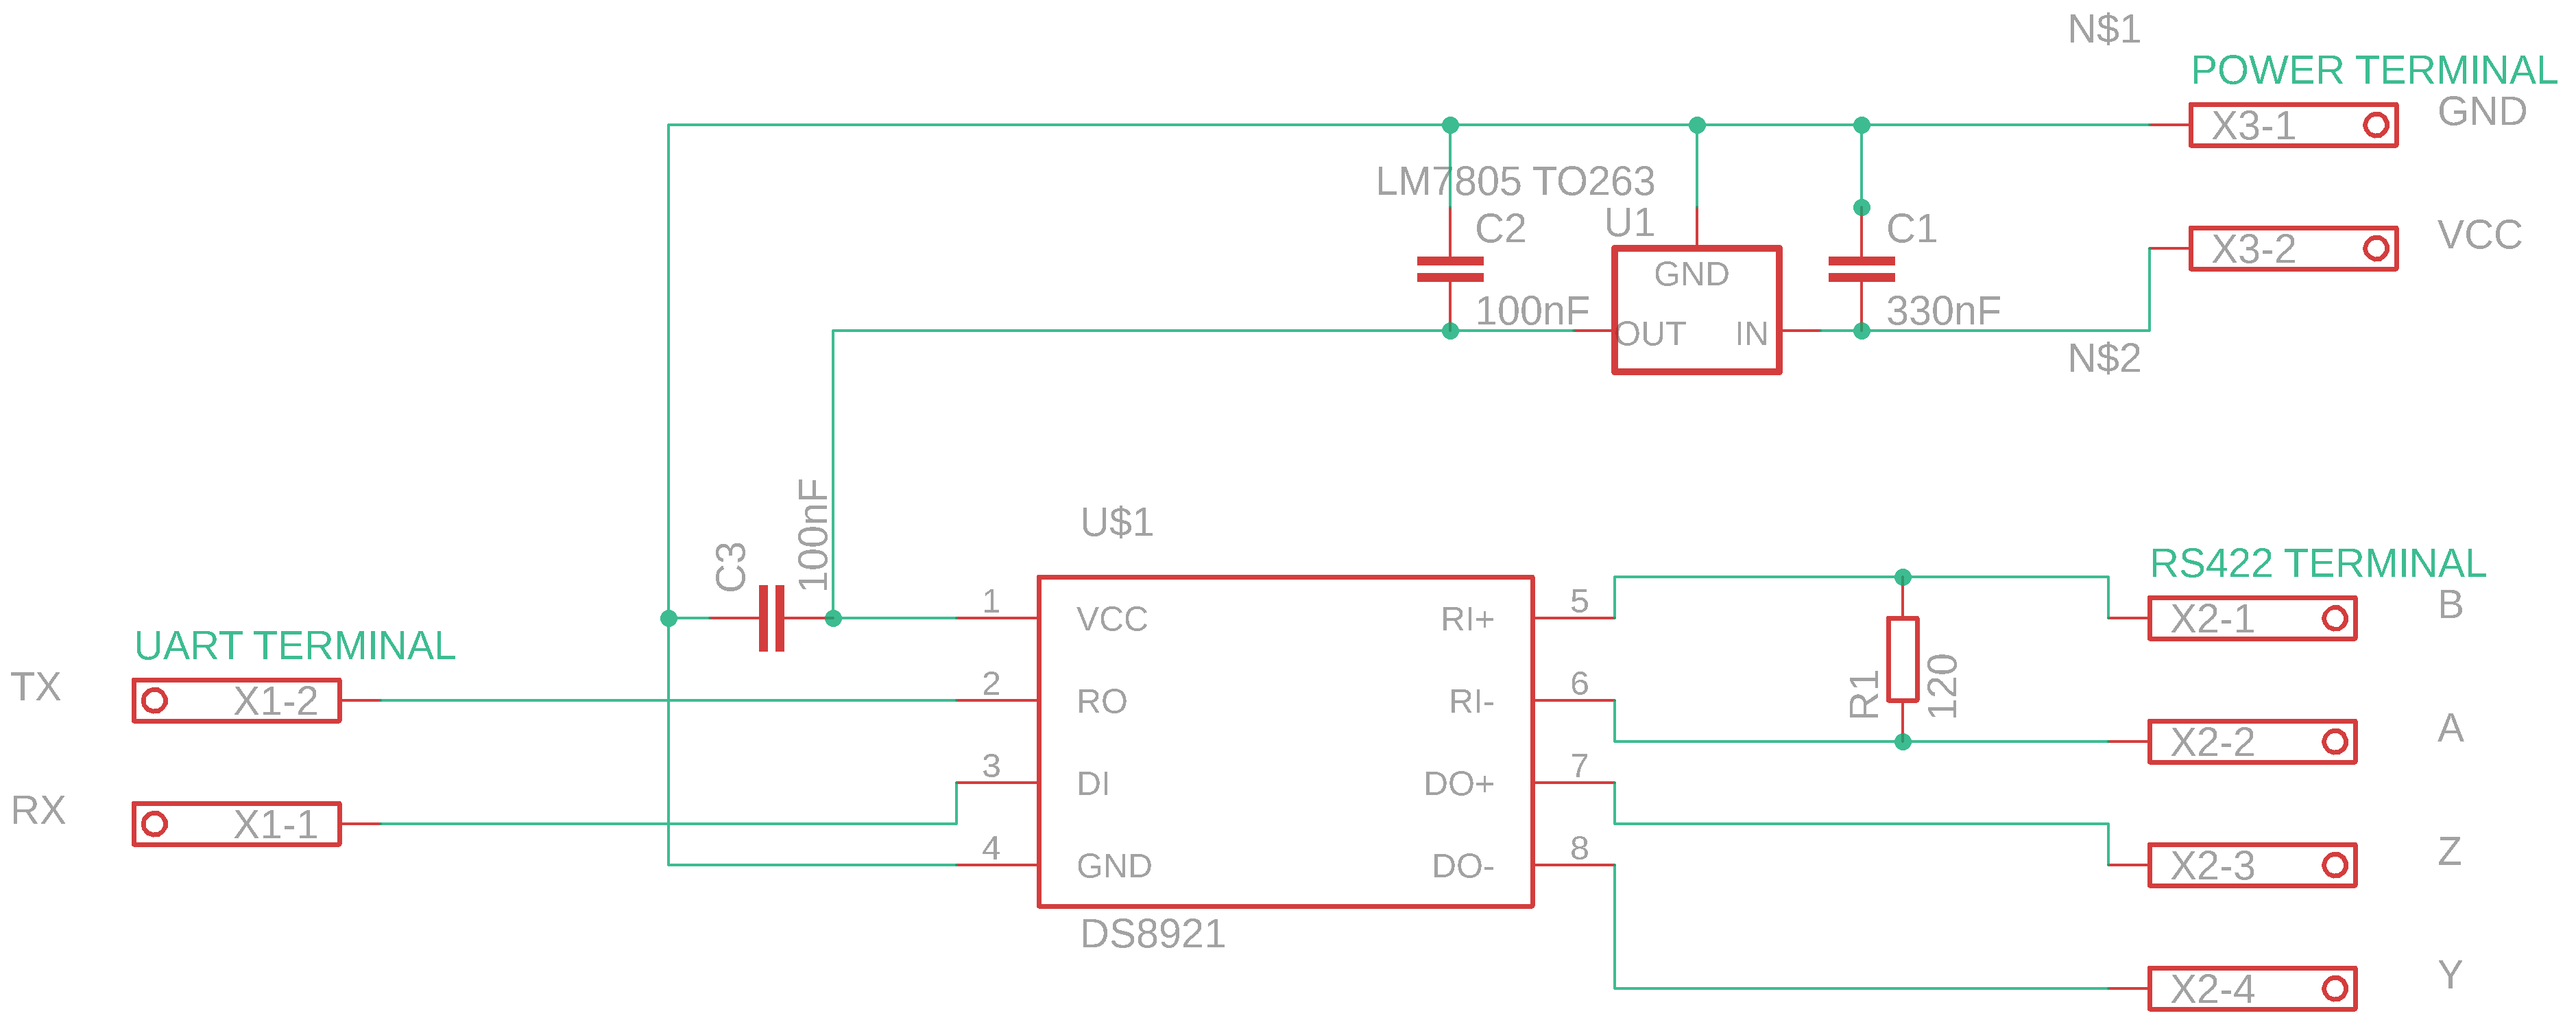 N$1
POWER TERMINAL
X3-1
GND
LM7805 TO263
C2
U1
C1
X3-2
VCC
GND
100nF
OUT
IN
330nF
N$2
C3
100nF
U$1
1
VCC
RI+
5
RS422 TERMINAL
X2-1
B
UART TERMINAL
TX
X1-2
2
RO
RI-
6
R1
120
X2-2
A
RX
X1-1
3
DI
DO+
7
X2-3
Z
4
GND
DO-
8
DS8921
X2-4
Y